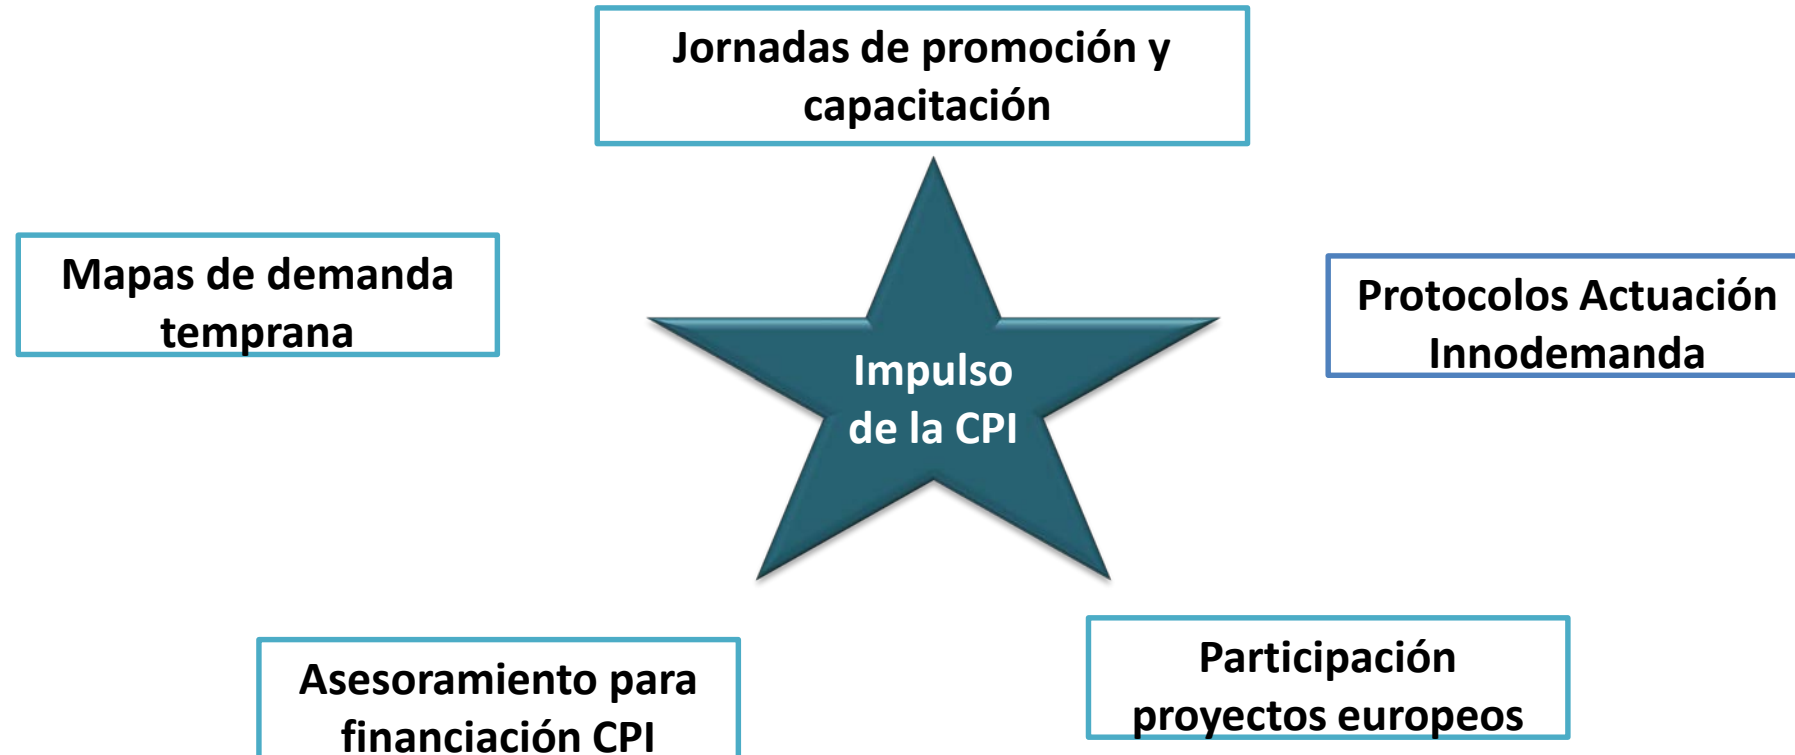 Jornadas de promoción y
capacitación
Mapas de demanda
temprana
Protocolos Actuación
Innodemanda
Impulso
de la CPI
Asesoramiento para
financiación CPI
Participación
proyectos europeos